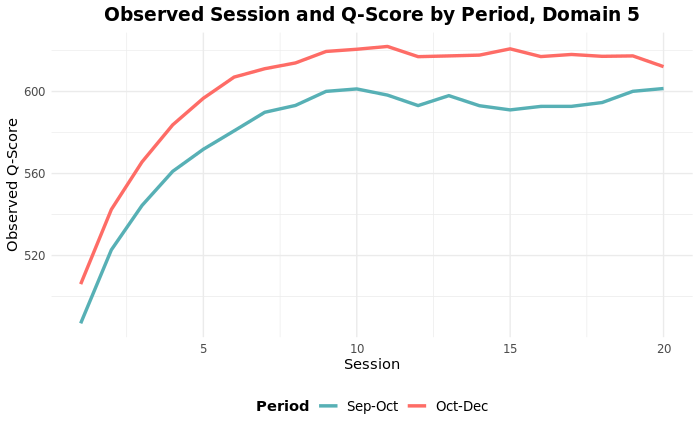 Observed Session and Q-Score by Period, Domain 5
Observed Q-Score
600
560
520
5 10 15 20
Session
Period Sep-Oct Oct-Dec